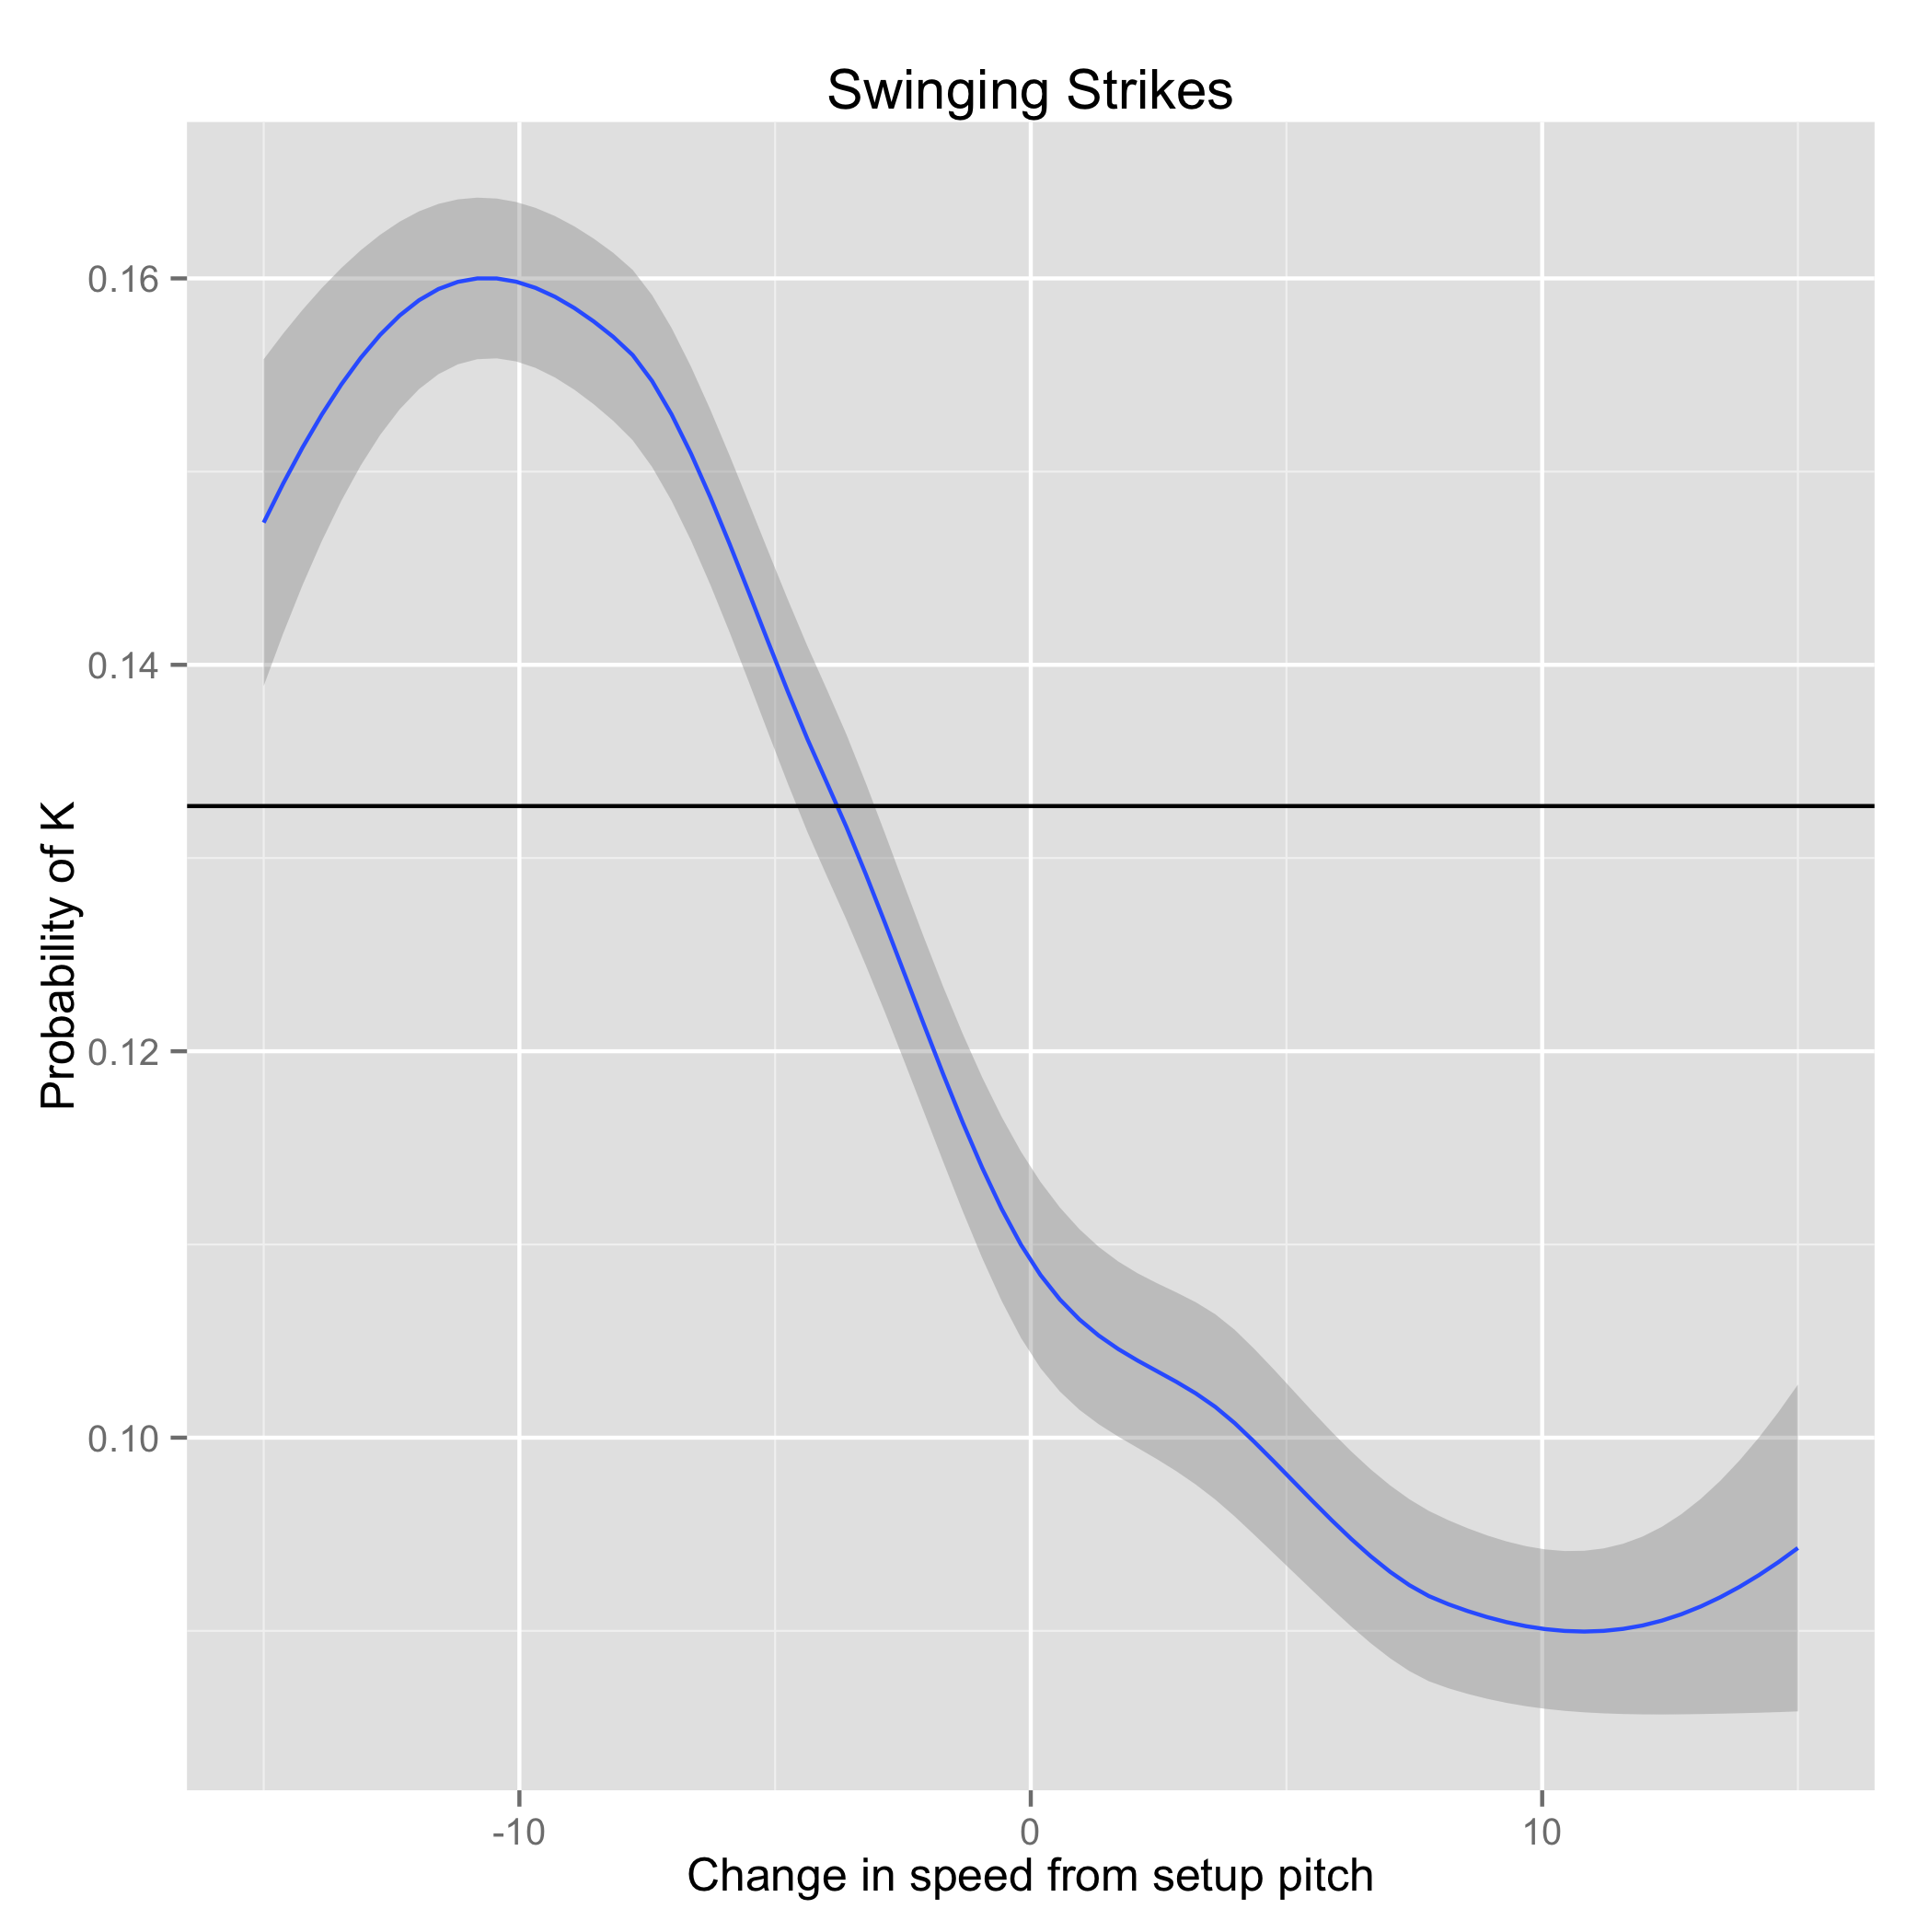 Swinging Strikes
Probability of K
0.16
0.14
0.12
0.10
-10
0
10
Change in speed from setup pitch